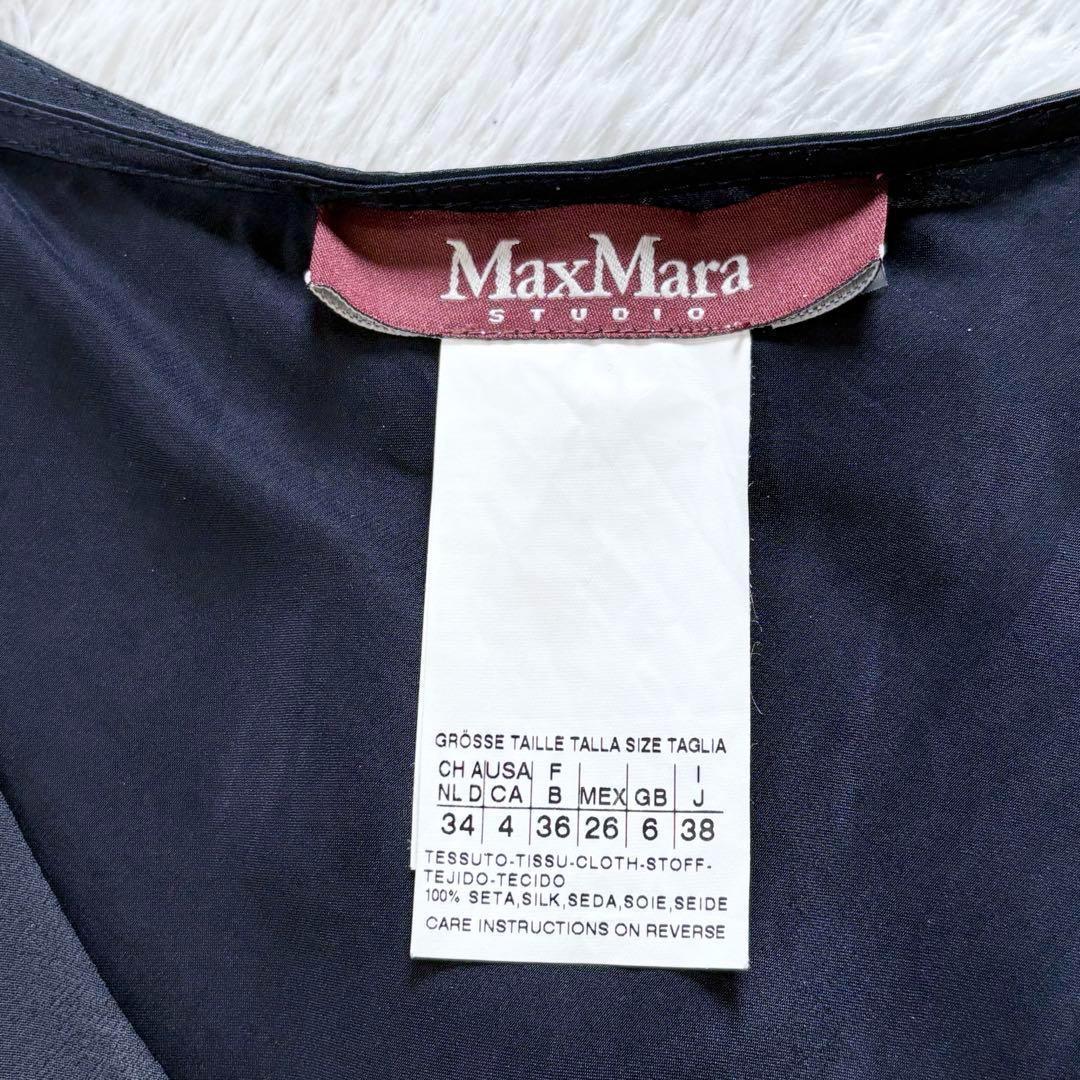 MaxMara
STUDIO
GRÖSSE TAILLE TALLA SIZE TAGLIA
CH A USA F I
NL D CA B MEX GB J
34 4 36 26 6 38
TESSUTO-TISSU-CLOTH-STOFF-
TEJIDO-TECIDO
100% SETA,SILK,SEDA,SOIE,SEIDE
CARE INSTRUCTIONS ON REVERSE